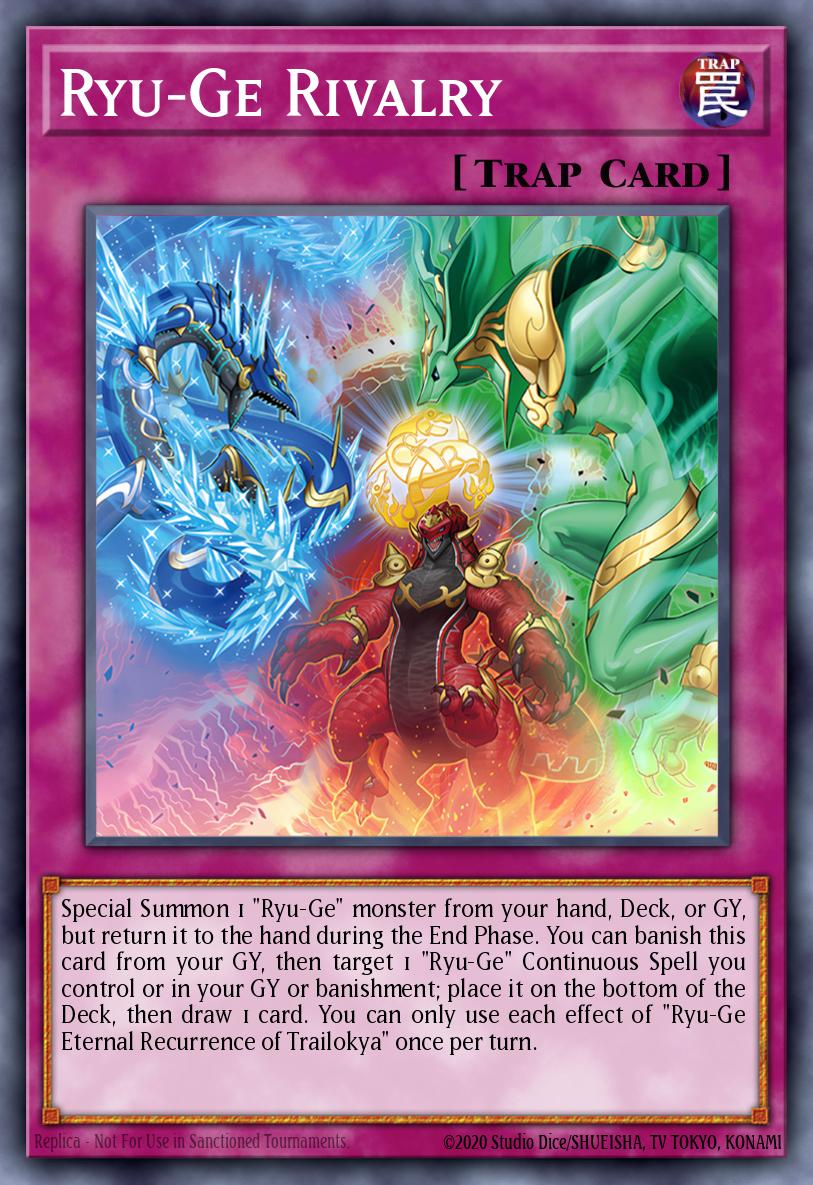 Ryu-Ge Rivalry
TRAP
罠
[Trap Card]
Special Summon 1 "Ryu-Ge" monster from your hand, Deck, or GY,
but return it to the hand during the End Phase. You can banish this
card from your GY, then target 1 "Ryu-Ge" Continuous Spell you
control or in your GY or banishment; place it on the bottom of the
Deck, then draw 1 card. You can only use each effect of "Ryu-Ge
Eternal Recurrence of Trailokya" once per turn.
Replica - Not For Use in Sanctioned Tournaments.
©2020 Studio Dice/SHUEISHA, TV TOKYO, KONAMI